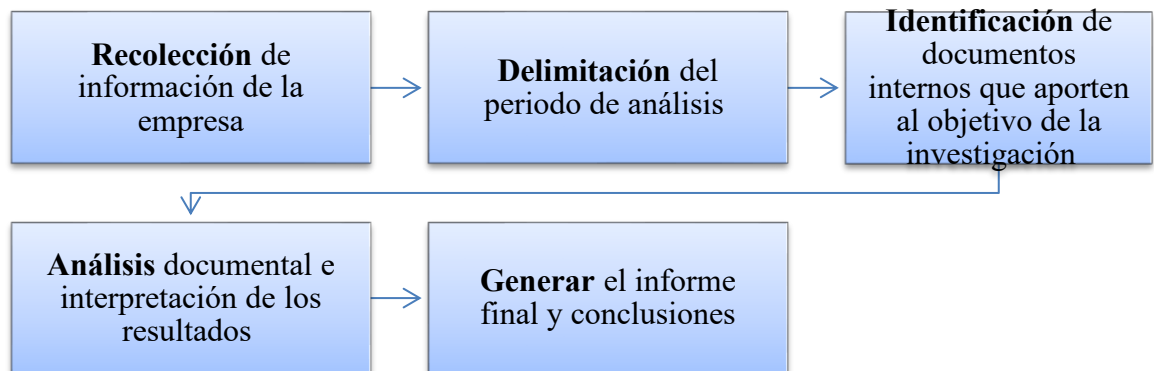 Recolección de
información de la
empresa
Delimitación del
periodo de análisis
Identificación de
documentos
internos que aporten
al objetivo de la
investigación
Análisis documental e
interpretación de los
resultados
Generar el informe
final y conclusiones